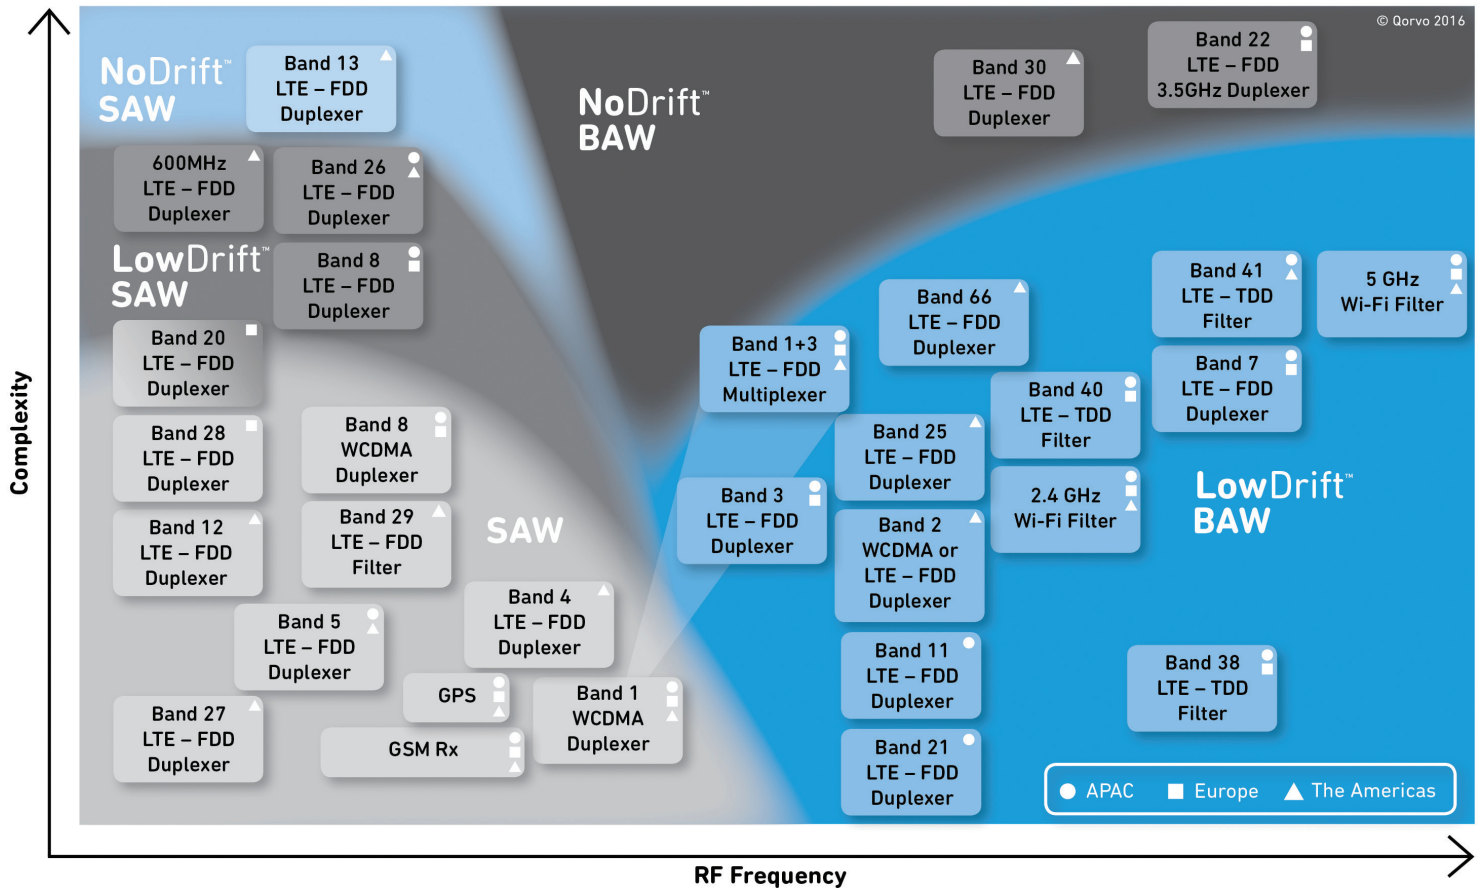 © Qorvo 2016
NoDrift™
SAW
Band 13
LTE – FDD
Duplexer
NoDrift™
BAW
Band 30
LTE – FDD
Duplexer
Band 22
LTE – FDD
3.5GHz Duplexer
600MHz
LTE – FDD
Duplexer
Band 26
LTE – FDD
Duplexer
LowDrift™
SAW
Band 8
LTE – FDD
Duplexer
Band 20
LTE – FDD
Duplexer
Band 28
LTE – FDD
Duplexer
Band 8
WCDMA
Duplexer
Band 12
LTE – FDD
Duplexer
Band 29
LTE – FDD
Filter
SAW
Band 5
LTE – FDD
Duplexer
Band 4
LTE – FDD
Duplexer
GPS
Band 1
WCDMA
Duplexer
Band 27
LTE – FDD
Duplexer
GSM Rx
Band 1+3
LTE – FDD
Multiplexer
Band 66
LTE – FDD
Duplexer
Band 41
LTE – TDD
Filter
5 GHz
Wi-Fi Filter
Band 40
LTE – TDD
Filter
Band 7
LTE – FDD
Duplexer
Band 25
LTE – FDD
Duplexer
Band 3
LTE – FDD
Duplexer
2.4 GHz
Wi-Fi Filter
LowDrift™
BAW
Band 2
WCDMA or
LTE – FDD
Duplexer
Band 11
LTE – FDD
Duplexer
Band 38
LTE – TDD
Filter
Band 21
LTE – FDD
Duplexer
APAC
Europe
The Americas
Complexity
RF Frequency